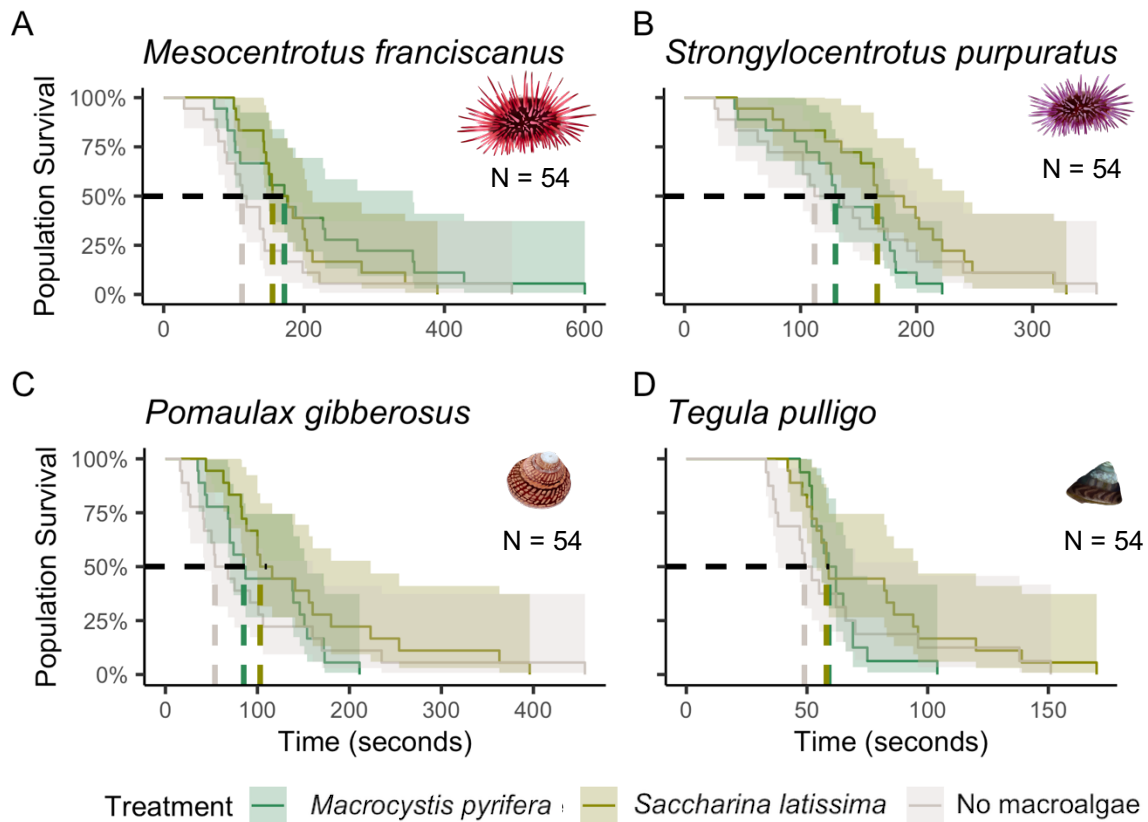 A
Mesocentrotus franciscanus
Population Survival
100%
75%
50%
25%
0%
N = 54
0
200
400
600
B
Strongylocentrotus purpuratus
N = 54
0
100
200
300
C
Pomaulax gibberosus
Population Survival
100%
75%
50%
25%
0%
N = 54
0
100
200
300
400
Time (seconds)
D
Tegula pulligo
N = 54
0
50
100
150
Time (seconds)
Treatment Macrocystis pyrifera Saccharina latissima No macroalgae